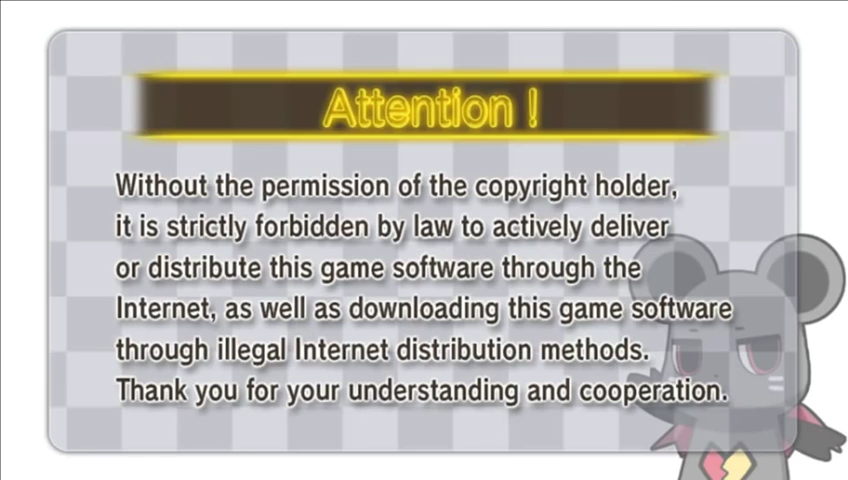 Attention !
Without the permission of the copyright holder,
it is strictly forbidden by law to actively deliver
or distribute this game software through the
Internet, as well as downloading this game software
through illegal Internet distribution methods.
Thank you for your understanding and cooperation.